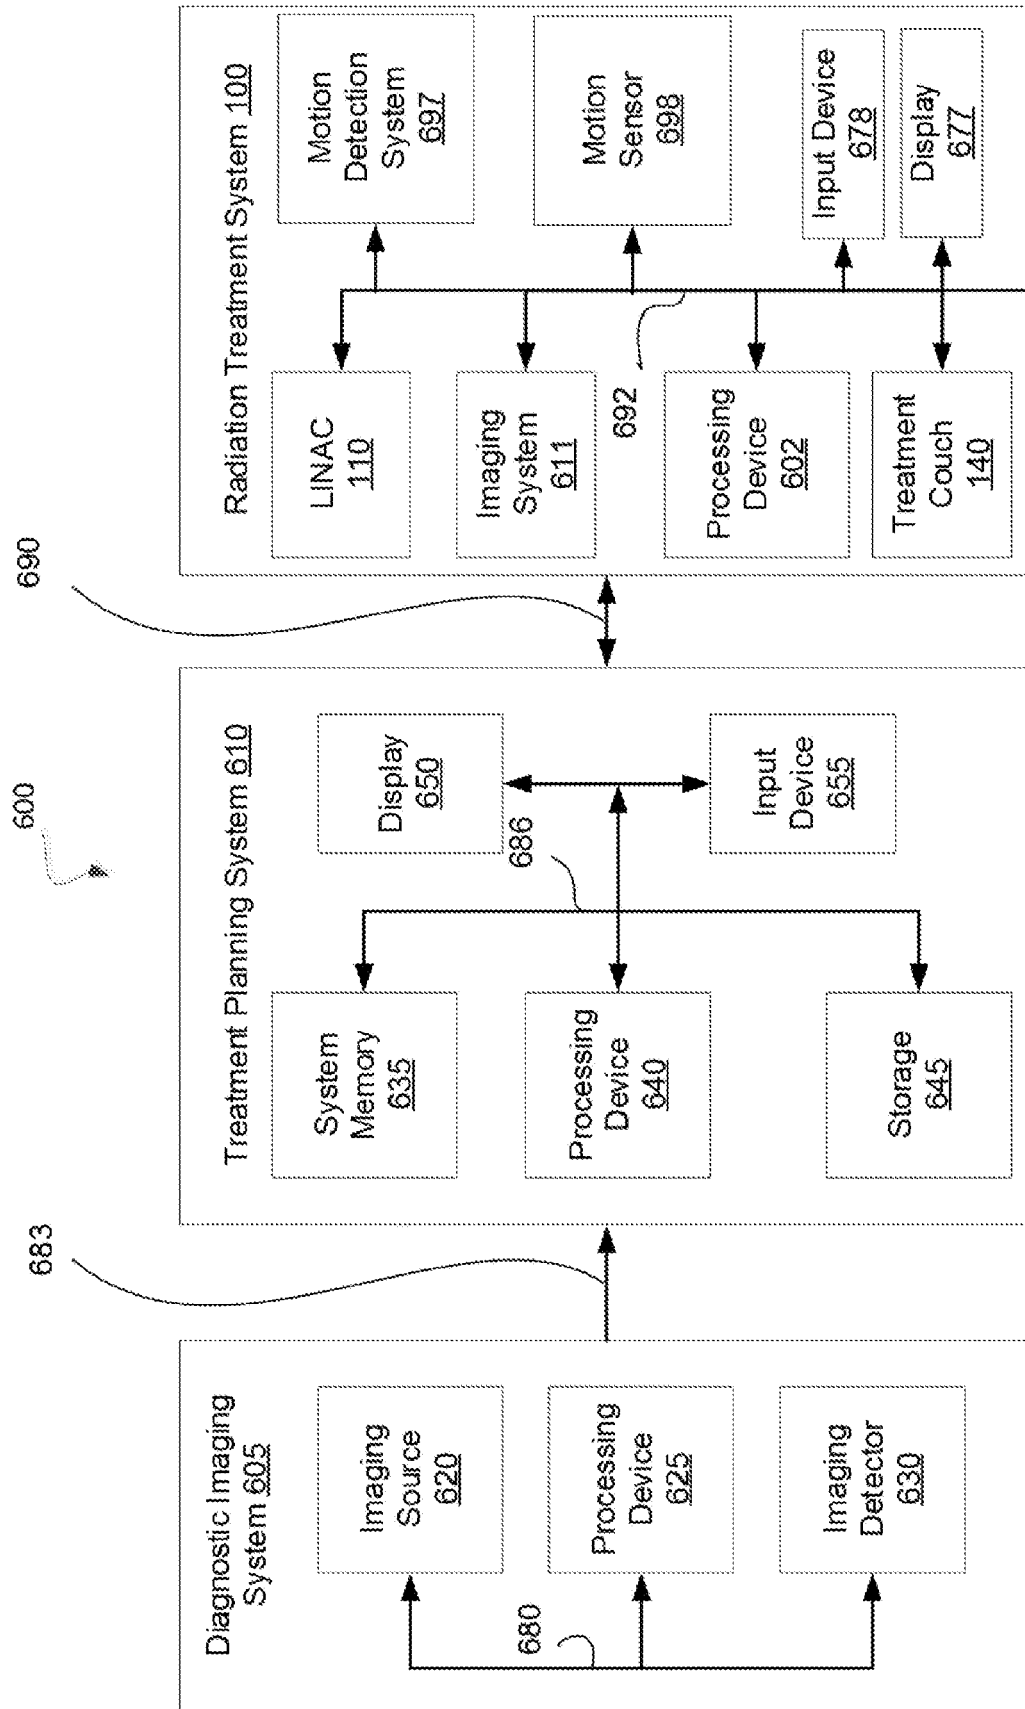 600
683
690
Diagnostic Imaging
System 605
Imaging
Source
620
Processing
Device
625
Imaging
Detector
630
680
Treatment Planning System 610
System
Memory
635
Processing
Device
640
Storage
645
686
Display
650
Input
Device
655
Radiation Treatment System 100
LINAC
110
Imaging
System
611
Processing
Device
602
Treatment
Couch
140
692
Motion
Detection
System
697
Motion
Sensor
698
Input Device
678
Display
677